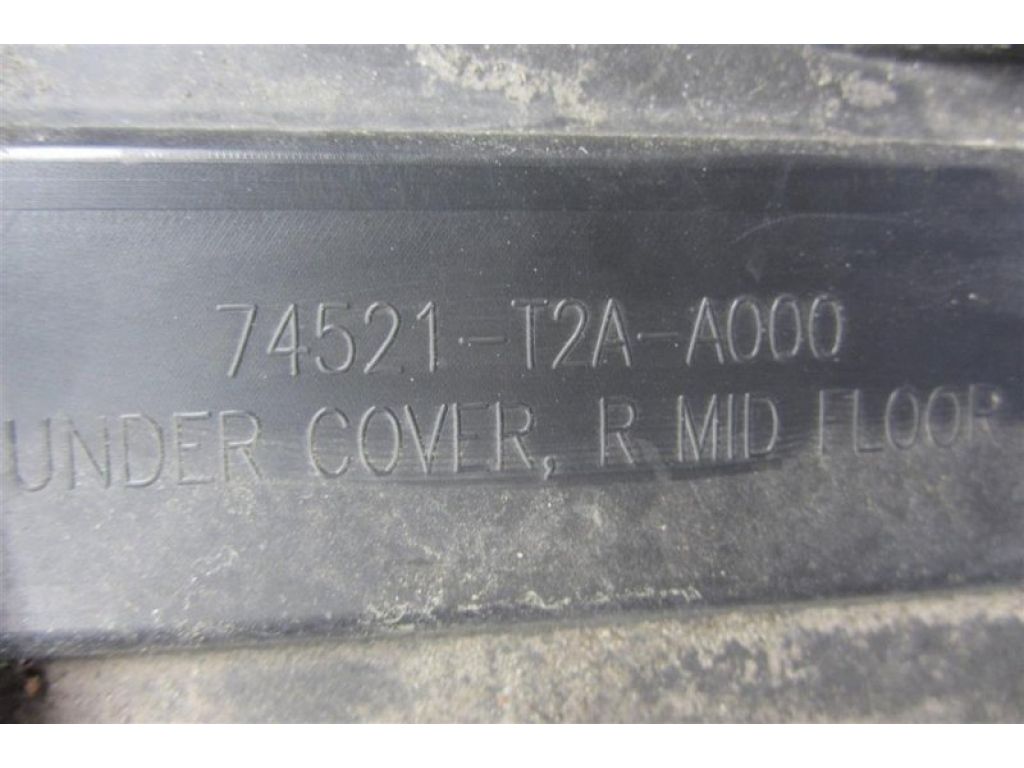 74521-T2A-A000
UNDER COVER, R MID FLOOR